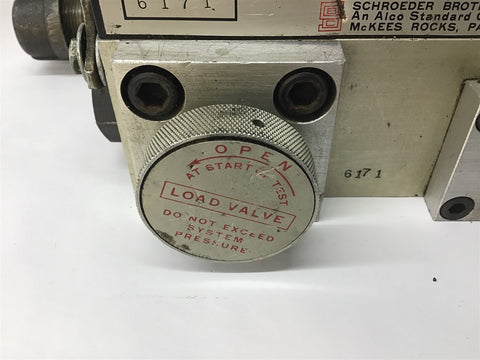 6171
SCHROEDER BROT
An Alco Standard C
McKEES ROCKS, PA
OPEN
AT START OF TEST
LOAD VALVE
DO NOT EXCEED
SYSTEM
PRESSURE
6171